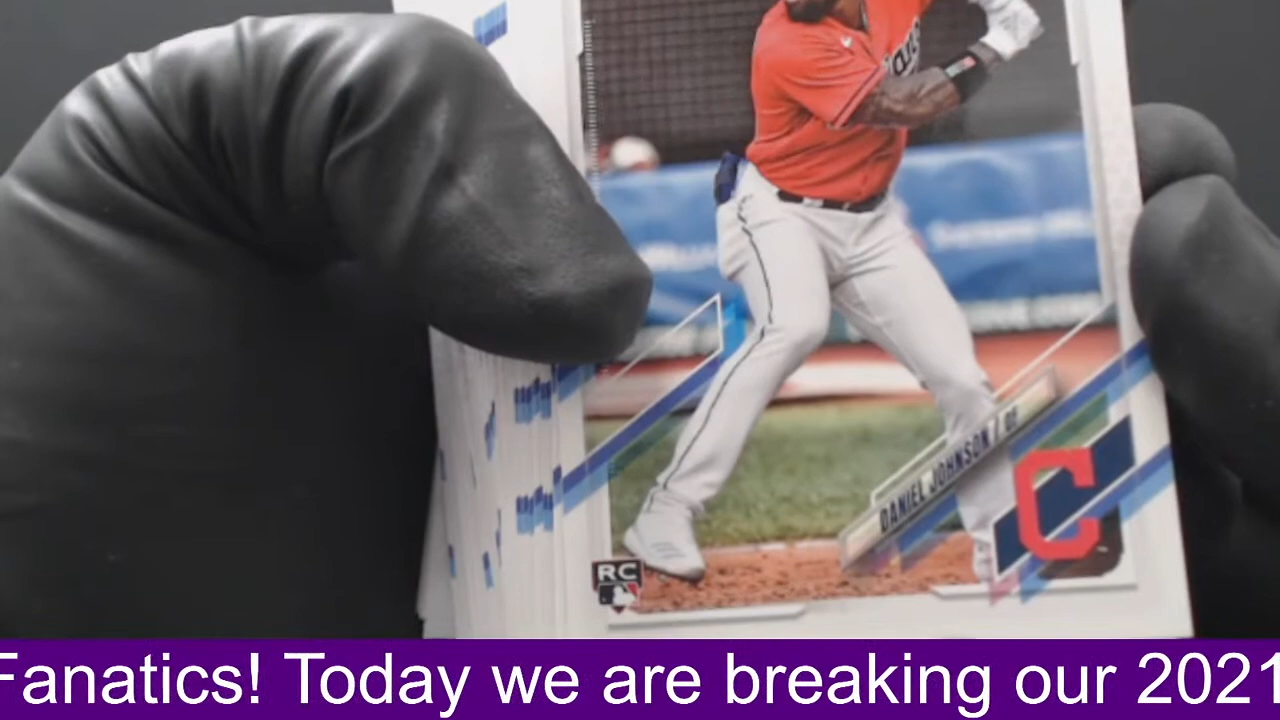 DANIEL JOHNSON / OF
C
RC
Fanatics! Today we are breaking our 2021